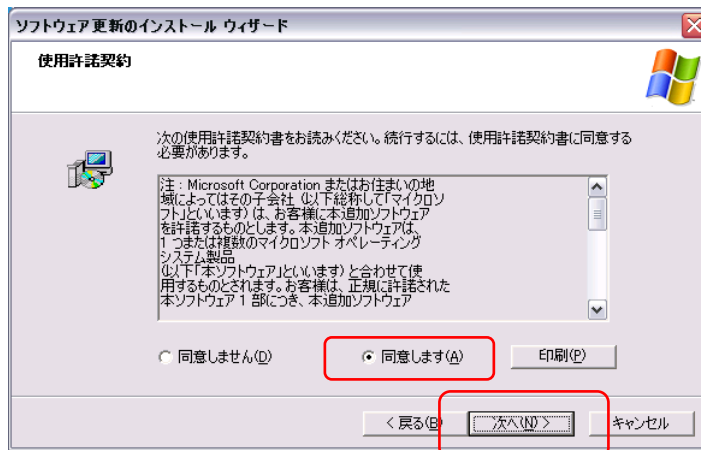 ソフトウェア更新のインストール ウィザード
使用許諾契約
次の使用許諾契約書をお読みください。続行するには、使用許諾契約書に同意する
必要があります。
注 : Microsoft Corporation またはお住まいの地
域によってはその子会社 (以下総称して「マイクロソ
フト」といいます) は、お客様に本追加ソフトウェア
を許諾するものとします。本追加ソフトウェアは、
1 つまたは複数のマイクロソフト オペレーティング
システム製品
(以下「本ソフトウェア」といいます) と合わせて使
用するものとされます。お客様は、正規に許諾された
本ソフトウェア 1 部につき、本追加ソフトウェア
同意しません(D) 同意します(A) 印刷(P)
< 戻る(B) 次へ(N) > キャンセル